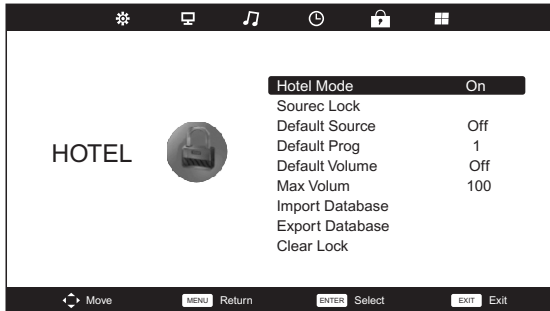 HOTEL
Hotel Mode On
Sourec Lock
Default Source Off
Default Prog 1
Default Volume Off
Max Volum 100
Import Database
Export Database
Clear Lock
Move MENU Return ENTER Select EXIT Exit